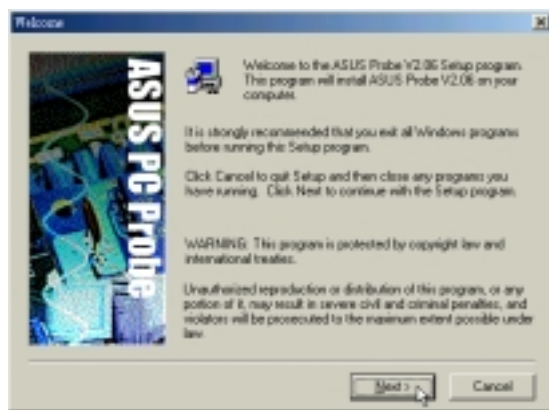 Welcome
ASUS PC Probe
Welcome to the ASUS Probe V2.06 Setup program.
This program will install ASUS Probe V2.06 on your
computer.
It is strongly recommended that you exit all Windows programs
before running this Setup program.
Click Cancel to quit Setup and then close any programs you
have running. Click Next to continue with the Setup program.
WARNING: This program is protected by copyright law and
international treaties.
Unauthorized reproduction or distribution of this program, or any
portion of it, may result in severe civil and criminal penalties, and
violators will be prosecuted to the maximum extent possible under
law.
Next >
Cancel